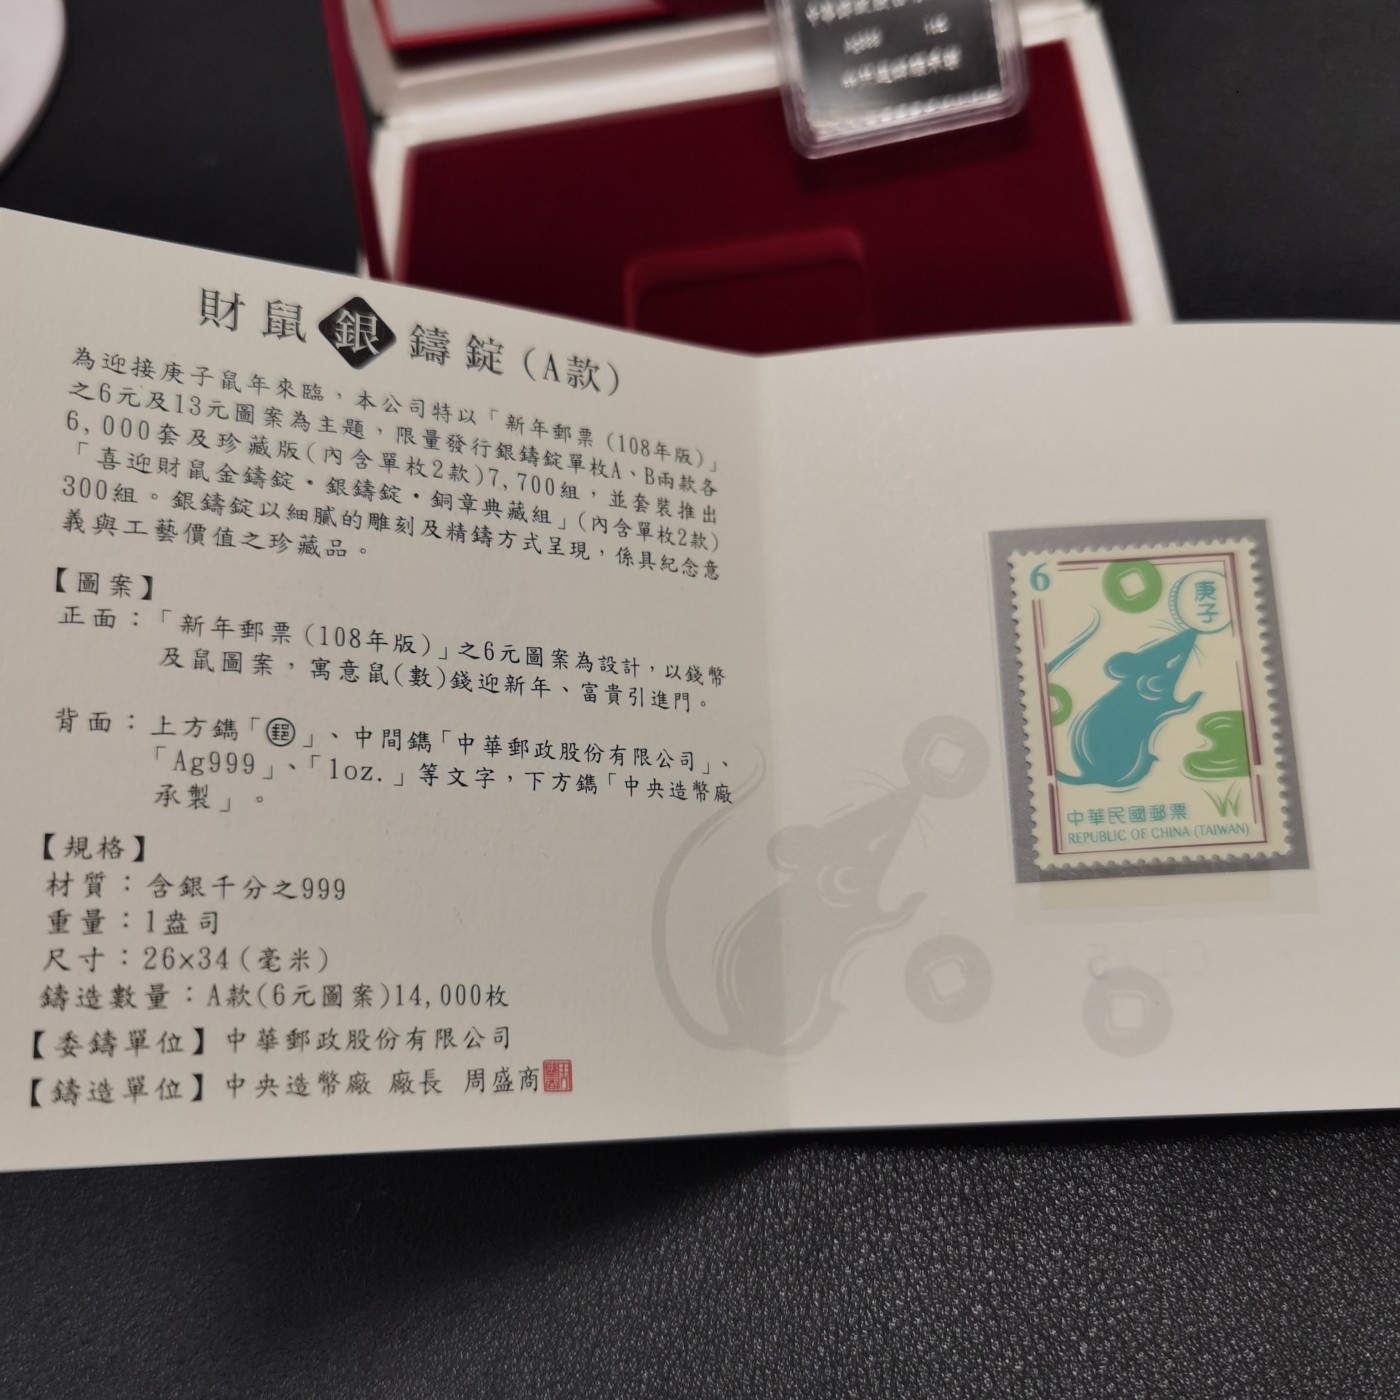 Ag999 1oz
財鼠銀鑄錠(A款)
為迎接庚子鼠年來臨，本公司特以「新年郵票(108年版)」
之6元及13元圖案為主題，限量發行銀鑄錠單枚A、B兩款各
6,000套及珍藏版(內含單枚2款)7,700組，並套裝推出
「喜迎財鼠金鑄錠・銀鑄錠・銅章典藏組」(內含單枚2款)
300組。銀鑄錠以細膩的雕刻及精鑄方式呈現，係具紀念意
義與工藝價值之珍藏品。
【圖案】
正面：「新年郵票(108年版)」之6元圖案為設計，以錢幣
及鼠圖案，寓意鼠(數)錢迎新年、富貴引進門。
背面：上方鐫「郵」、中間鐫「中華郵政股份有限公司」、
「Ag999」、「1oz.」等文字，下方鐫「中央造幣廠
承製」。
【規格】
材質：含銀千分之999
重量：1盎司
尺寸：26×34(毫米)
鑄造數量：A款(6元圖案)14,000枚
【委鑄單位】中華郵政股份有限公司
【鑄造單位】中央造幣廠 廠長 周盛商
6
庚子
中華民國郵票
REPUBLIC OF CHINA (TAIWAN)